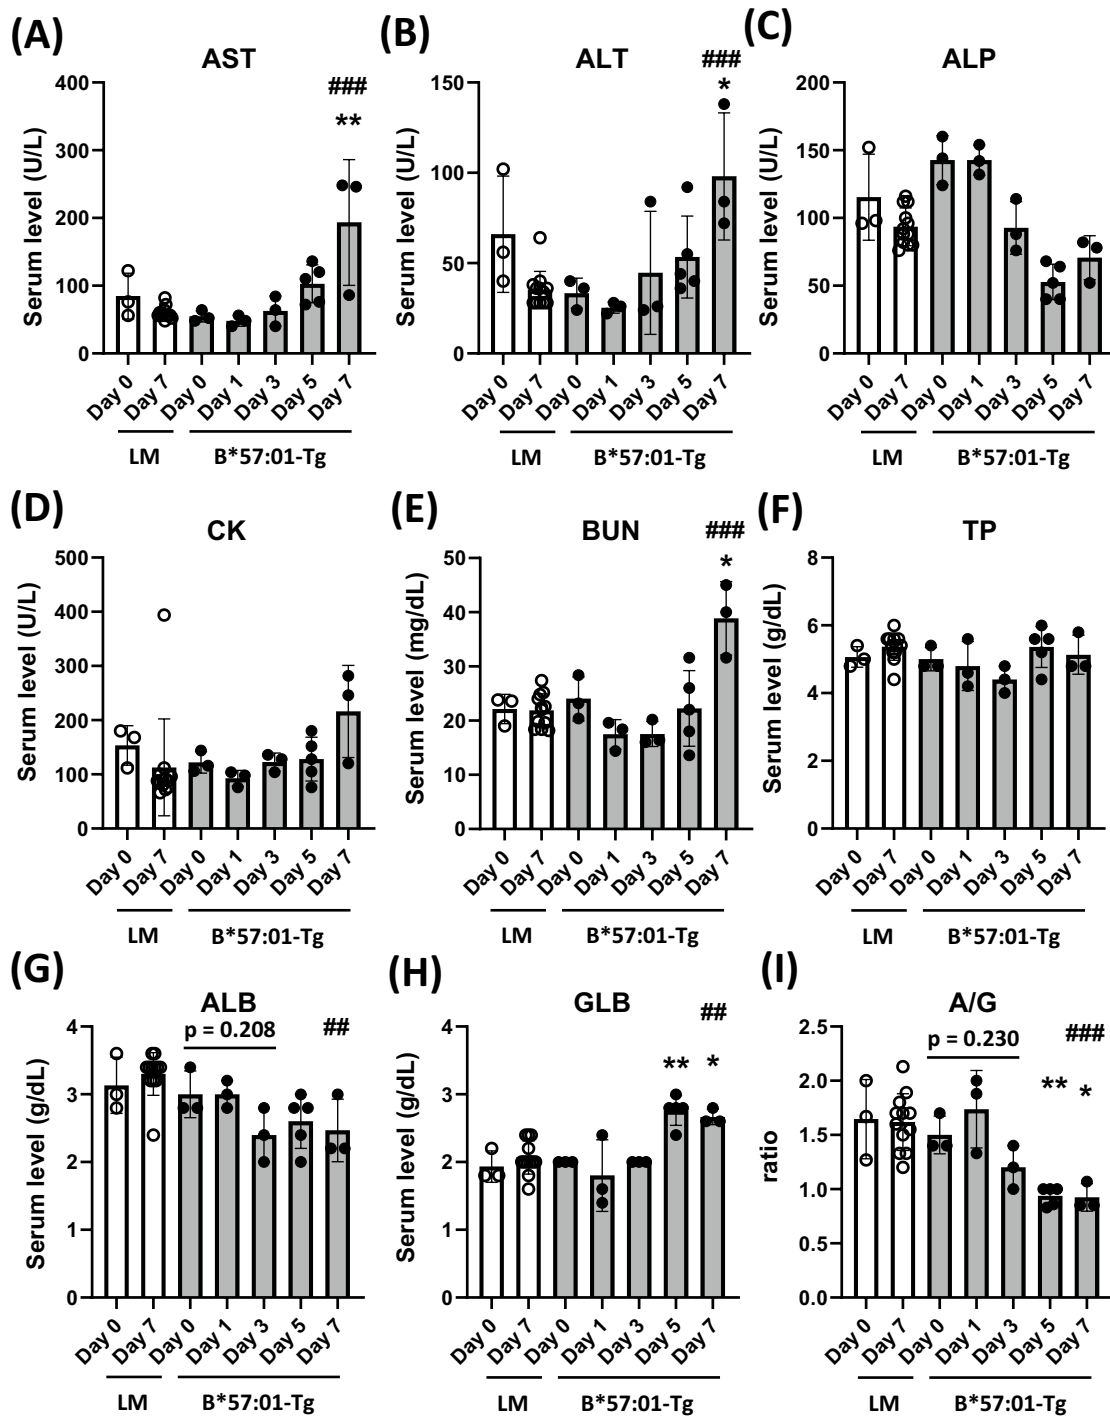 (A)
AST
Serum level (U/L)
400
300
200
100
0
###
**
Day 0
Day 7
Day 0
Day 1
Day 3
Day 5
Day 7
LM
B*57:01-Tg
(B)
ALT
Serum level (U/L)
150
100
50
0
###
*
Day 0
Day 7
Day 0
Day 1
Day 3
Day 5
Day 7
LM
B*57:01-Tg
(C)
ALP
Serum level (U/L)
200
150
100
50
0
Day 0
Day 7
Day 0
Day 1
Day 3
Day 5
Day 7
LM
B*57:01-Tg
(D)
CK
Serum level (U/L)
500
400
300
200
100
0
Day 0
Day 7
Day 0
Day 1
Day 3
Day 5
Day 7
LM
B*57:01-Tg
(E)
BUN
Serum level (mg/dL)
50
40
30
20
10
0
###
*
Day 0
Day 7
Day 0
Day 1
Day 3
Day 5
Day 7
LM
B*57:01-Tg
(F)
TP
Serum level (g/dL)
8
6
4
2
0
Day 0
Day 7
Day 0
Day 1
Day 3
Day 5
Day 7
LM
B*57:01-Tg
(G)
ALB
Serum level (g/dL)
4
3
2
1
0
p = 0.208
##
Day 0
Day 7
Day 0
Day 1
Day 3
Day 5
Day 7
LM
B*57:01-Tg
(H)
GLB
Serum level (g/dL)
4
3
2
1
0
##
**
*
Day 0
Day 7
Day 0
Day 1
Day 3
Day 5
Day 7
LM
B*57:01-Tg
(I)
A/G
ratio
2.5
2.0
1.5
1.0
0.5
0.0
p = 0.230
###
**
*
Day 0
Day 7
Day 0
Day 1
Day 3
Day 5
Day 7
LM
B*57:01-Tg